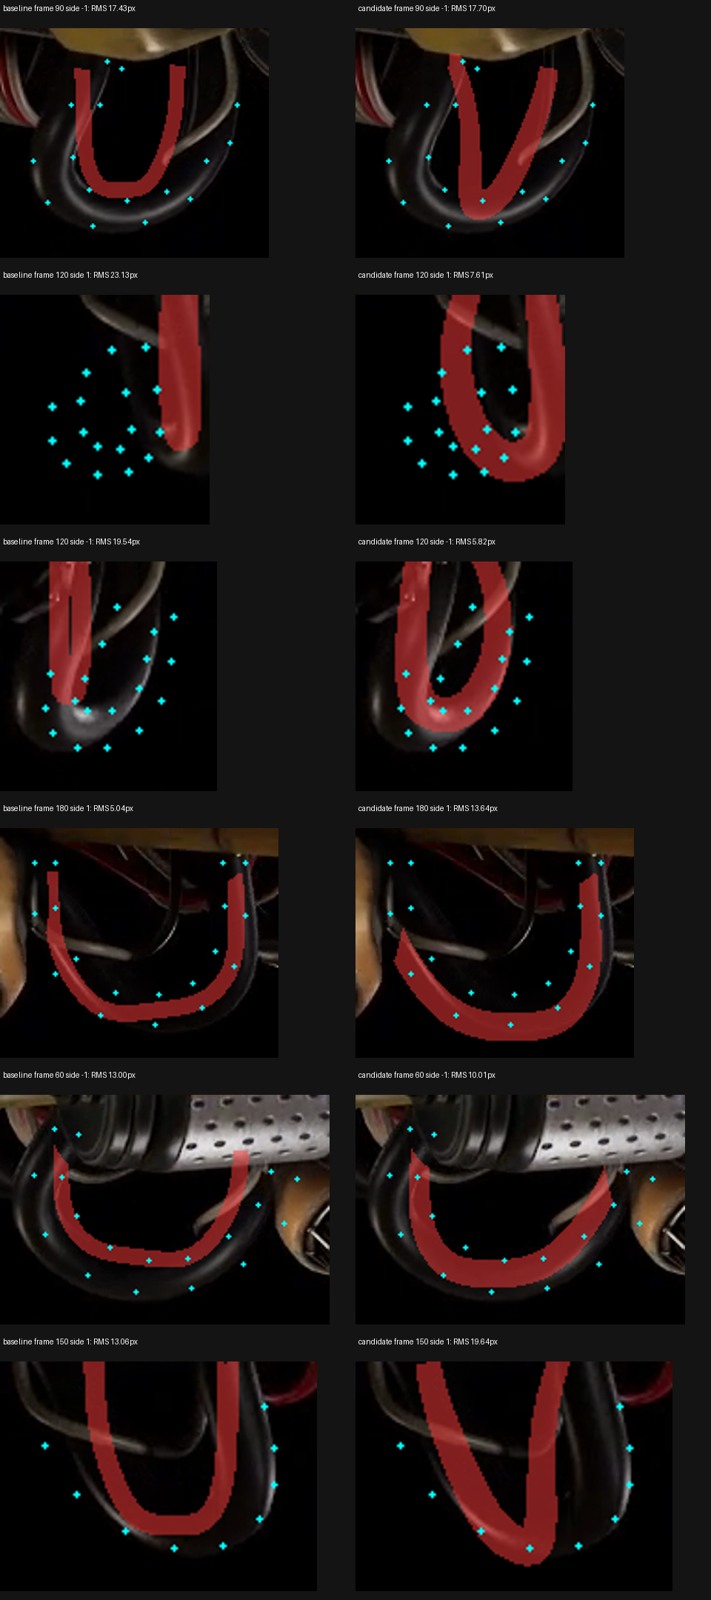 baseline frame 90 side -1: RMS 17.43px
candidate frame 90 side -1: RMS 17.70px
baseline frame 120 side 1: RMS 23.13px
candidate frame 120 side 1: RMS 7.61px
baseline frame 120 side -1: RMS 19.54px
candidate frame 120 side -1: RMS 5.82px
baseline frame 180 side 1: RMS 5.04px
candidate frame 180 side 1: RMS 13.64px
baseline frame 60 side -1: RMS 13.00px
candidate frame 60 side -1: RMS 10.01px
baseline frame 150 side 1: RMS 13.06px
candidate frame 150 side 1: RMS 19.64px